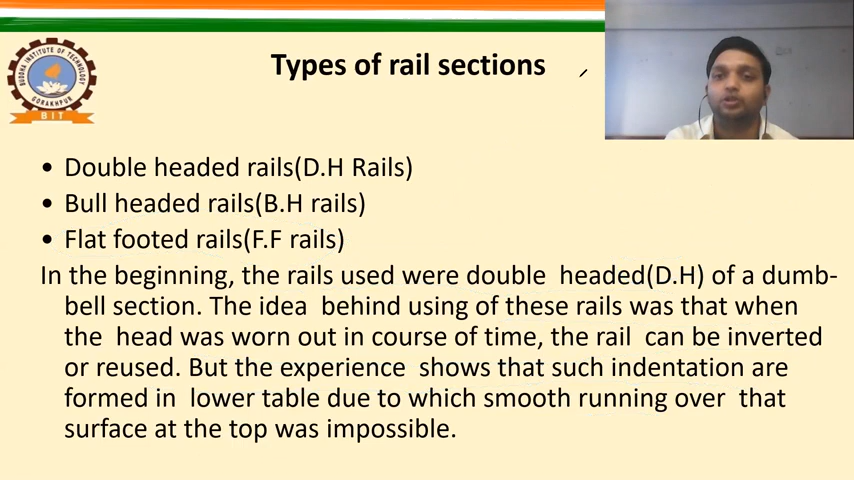 BUDDHA INSTITUTE OF TECHNOLOGY
GORAKHPUR
BIT
Types of rail sections
• Double headed rails(D.H Rails)
• Bull headed rails(B.H rails)
• Flat footed rails(F.F rails)
In the beginning, the rails used were double headed(D.H) of a dumb-
bell section. The idea behind using of these rails was that when
the head was worn out in course of time, the rail can be inverted
or reused. But the experience shows that such indentation are
formed in lower table due to which smooth running over that
surface at the top was impossible.